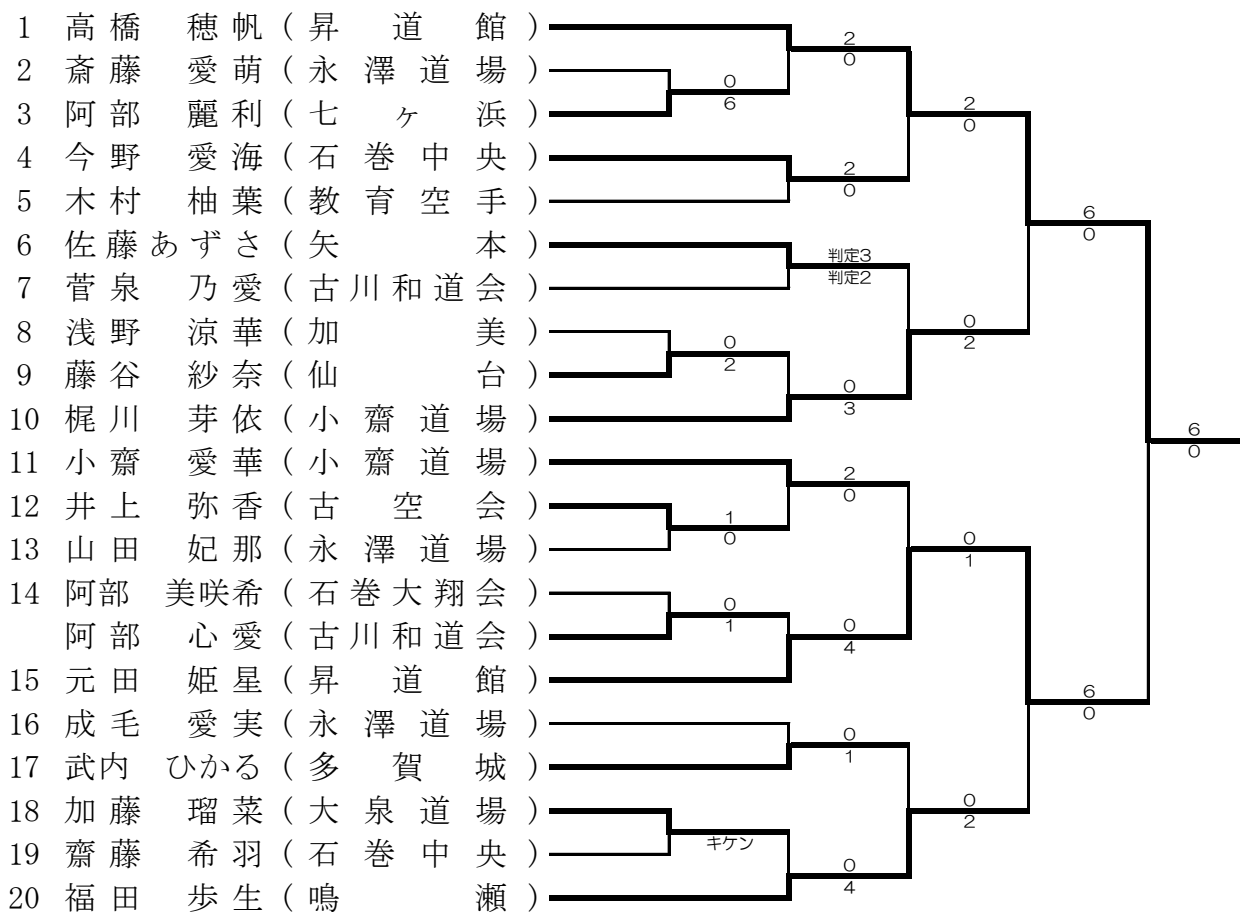 1 高橋 穂帆(昇道館)
2 斎藤 愛萌(永澤道場)
3 阿部 麗利(七ヶ浜)
4 今野 愛海(石巻中央)
5 木村 柚葉(教育空手)
6 佐藤あずさ(矢本)
7 菅泉 乃愛(古川和道会)
8 浅野 涼華(加美)
9 藤谷 紗奈(仙台)
10 梶川 芽依(小齋道場)
11 小齋 愛華(小齋道場)
12 井上 弥香(古空会)
13 山田 妃那(永澤道場)
14 阿部 美咲希(石巻大翔会)
阿部 心愛(古川和道会)
15 元田 姫星(昇道館)
16 成毛 愛実(永澤道場)
17 武内 ひかる(多賀城)
18 加藤 瑠菜(大泉道場)
19 齋藤 希羽(石巻中央)
20 福田 歩生(鳴瀬)
0
6
0
2
1
0
0
1
キケン
2
0
2
0
判定3
判定2
0
3
2
0
0
4
0
1
0
4
2
0
0
2
0
1
0
2
6
0
6
0
6
0